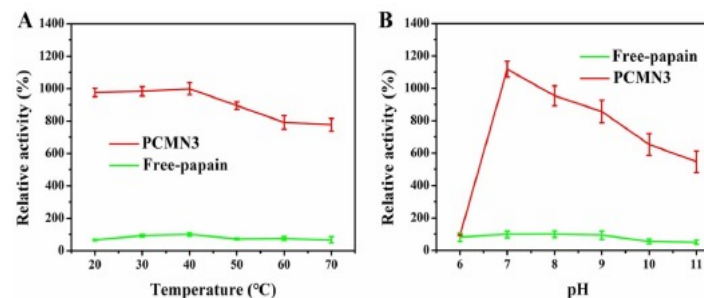 A
Relative activity (%)
1400
1200
1000
800
600
400
200
0
PCMN3
Free-papain
20 30 40 50 60 70
Temperature (℃)
B
Relative activity (%)
1400
1200
1000
800
600
400
200
0
Free-papain
PCMN3
6 7 8 9 10 11
pH